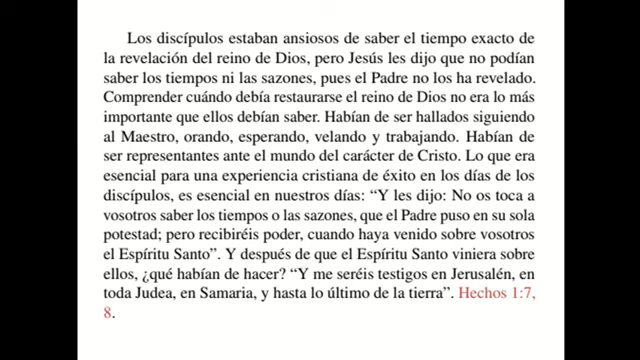 Los discípulos estaban ansiosos de saber el tiempo exacto de
la revelación del reino de Dios, pero Jesús les dijo que no podían
saber los tiempos ni las sazones, pues el Padre no los ha revelado.
Comprender cuándo debía restaurarse el reino de Dios no era lo más
importante que ellos debían saber. Habían de ser hallados siguiendo
al Maestro, orando, esperando, velando y trabajando. Habían de
ser representantes ante el mundo del carácter de Cristo. Lo que era
esencial para una experiencia cristiana de éxito en los días de los
discípulos, es esencial en nuestros días: “Y les dijo: No os toca a
vosotros saber los tiempos o las sazones, que el Padre puso en su sola
potestad; pero recibiréis poder, cuando haya venido sobre vosotros
el Espíritu Santo”. Y después de que el Espíritu Santo viniera sobre
ellos, ¿qué habían de hacer? “Y me seréis testigos en Jerusalén, en
toda Judea, en Samaria, y hasta lo último de la tierra”. Hechos 1:7,
8.